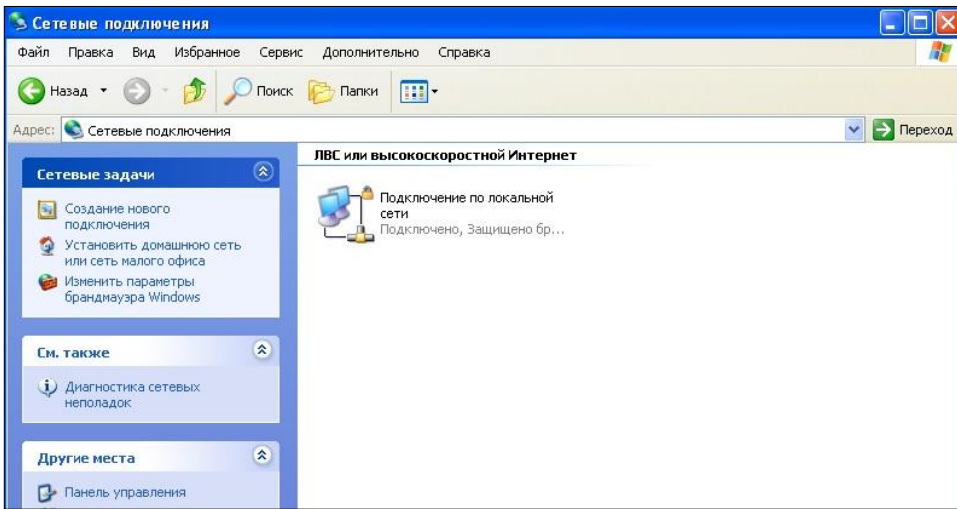 Сетевые подключения
Файл Правка Вид Избранное Сервис Дополнительно Справка
Назад Поиск Папки
Адрес: Сетевые подключения Переход
Сетевые задачи
Создание нового
подключения
Установить домашнюю сеть
или сеть малого офиса
Изменить параметры
брандмауэра Windows
См. также
Диагностика сетевых
неполадок
Другие места
Панель управления
ЛВС или высокоскоростной Интернет
Подключение по локальной
сети
Подключено, Защищено бр...